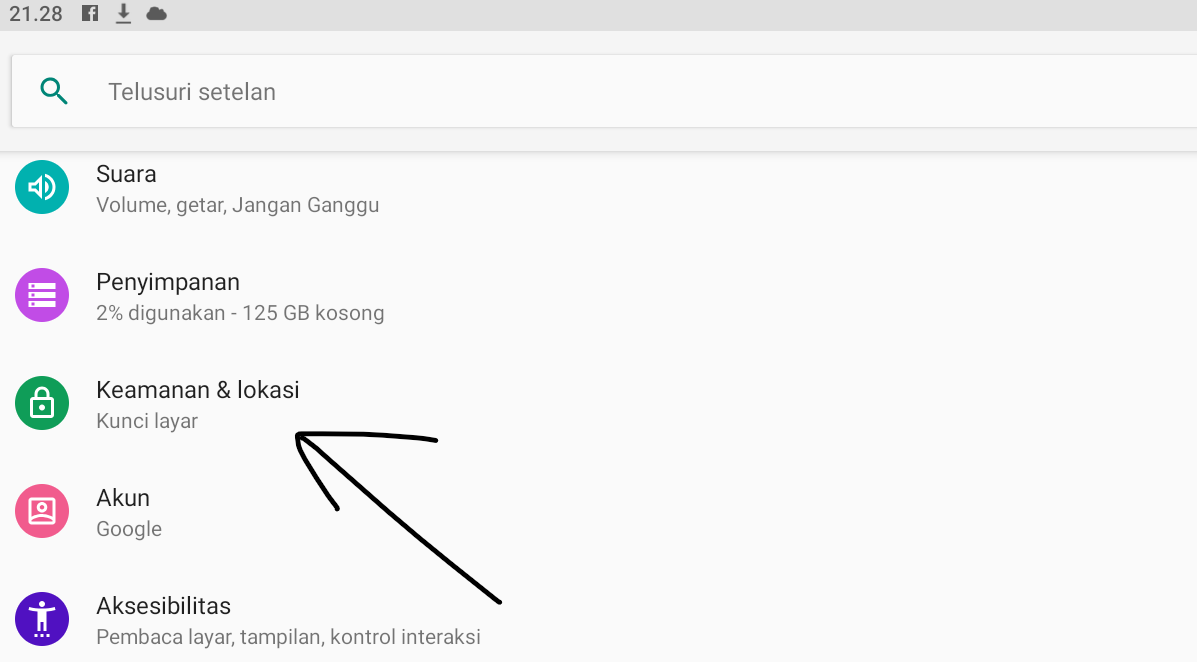 21.28
Telusuri setelan
Suara
Volume, getar, Jangan Ganggu
Penyimpanan
2% digunakan - 125 GB kosong
Keamanan & lokasi
Kunci layar
Akun
Google
Aksesibilitas
Pembaca layar, tampilan, kontrol interaksi